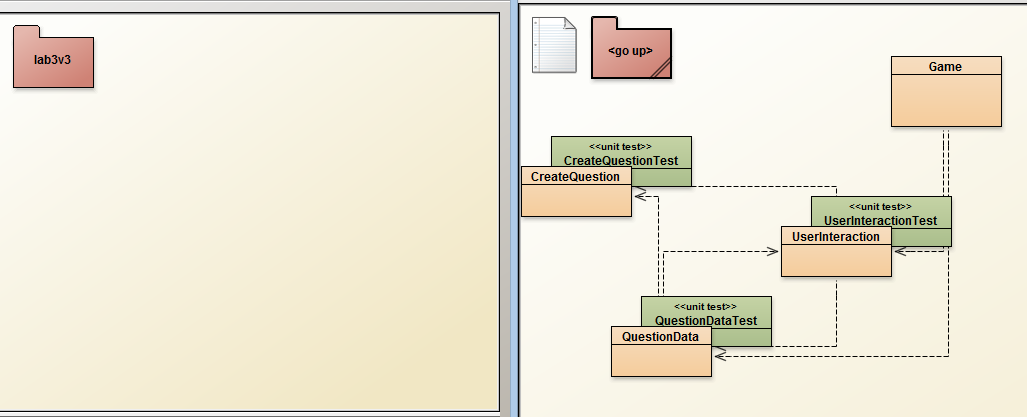 lab3v3
<go up>
Game
<<unit test>>
CreateQuestionTest
CreateQuestion
<<unit test>>
UserInteractionTest
UserInteraction
<<unit test>>
QuestionDataTest
QuestionData